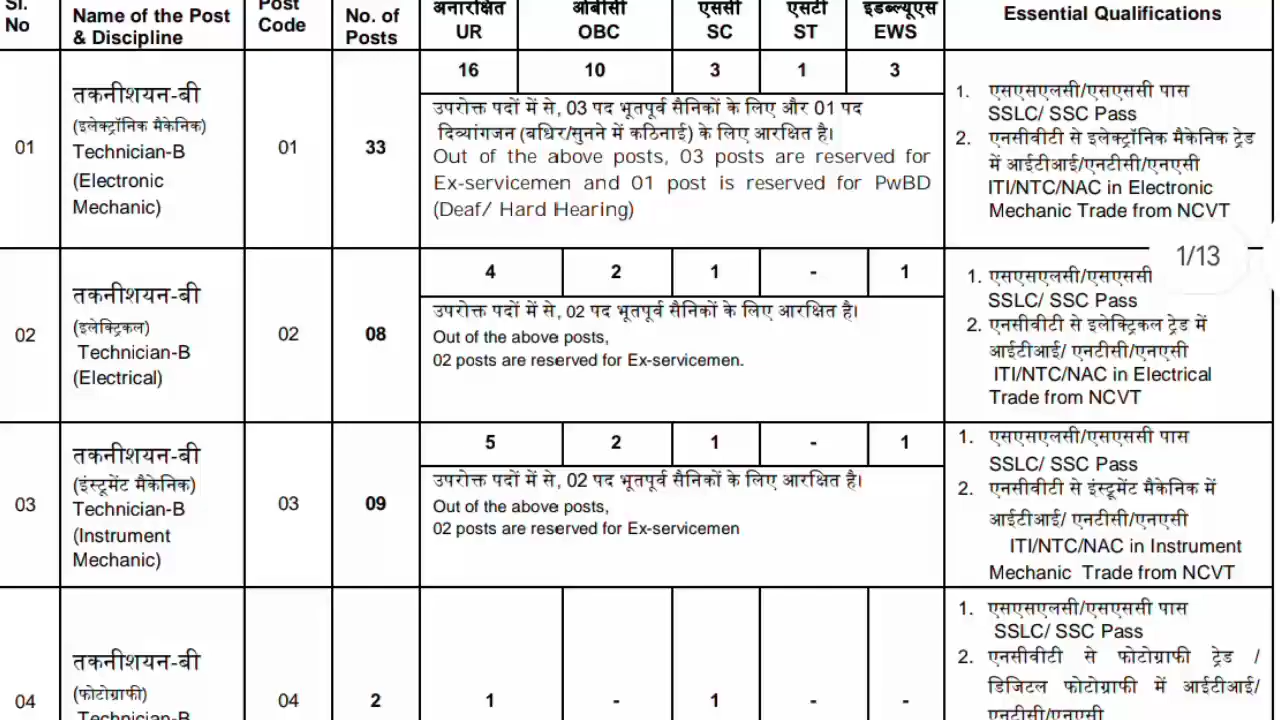 Sl.
No
Name of the Post
& Discipline
Post
Code
No. of
Posts
अनारक्षित
UR
ओबीसी
OBC
एससी
SC
एसटी
ST
इडब्ल्यूएस
EWS
Essential Qualifications
01
तकनीशयन-बी
(इलेक्ट्रॉनिक मैकेनिक)
Technician-B
(Electronic
Mechanic)
01
33
16
10
3
1
3
उपरोक्त पदों में से, 03 पद भूतपूर्व सैनिकों के लिए और 01 पद
दिव्यांगजन (बधिर/सुनने में कठिनाई) के लिए आरक्षित है।
Out of the above posts, 03 posts are reserved for
Ex-servicemen and 01 post is reserved for PwBD
(Deaf/ Hard Hearing)
1. एसएसएलसी/एसएससी पास
SSLC/ SSC Pass
2. एनसीवीटी से इलेक्ट्रॉनिक मैकेनिक ट्रेड
में आईटीआई/एनटीसी/एनएसी
ITI/NTC/NAC in Electronic
Mechanic Trade from NCVT
1/13
02
तकनीशयन-बी
(इलेक्ट्रिकल)
Technician-B
(Electrical)
02
08
4
2
1
-
1
उपरोक्त पदों में से, 02 पद भूतपूर्व सैनिकों के लिए आरक्षित है।
Out of the above posts,
02 posts are reserved for Ex-servicemen.
1. एसएसएलसी/एसएससी
SSLC/ SSC Pass
2. एनसीवीटी से इलेक्ट्रिकल ट्रेड में
आईटीआई/ एनटीसी/एनएसी
ITI/NTC/NAC in Electrical
Trade from NCVT
03
तकनीशयन-बी
(इंस्ट्रूमेंट मैकेनिक)
Technician-B
(Instrument
Mechanic)
03
09
5
2
1
-
1
उपरोक्त पदों में से, 02 पद भूतपूर्व सैनिकों के लिए आरक्षित है।
Out of the above posts,
02 posts are reserved for Ex-servicemen
1. एसएसएलसी/एसएससी पास
SSLC/ SSC Pass
2. एनसीवीटी से इंस्ट्रूमेंट मैकेनिक में
आईटीआई/ एनटीसी/एनएसी
ITI/NTC/NAC in Instrument
Mechanic Trade from NCVT
04
तकनीशयन-बी
(फोटोग्राफी)
Technician-B
04
2
1
-
1
-
-
1. एसएसएलसी/एसएससी पास
SSLC/ SSC Pass
2. एनसीवीटी से फोटोग्राफी ट्रेड /
डिजिटल फोटोग्राफी में आईटीआई/
एनटीसी/एनएसी